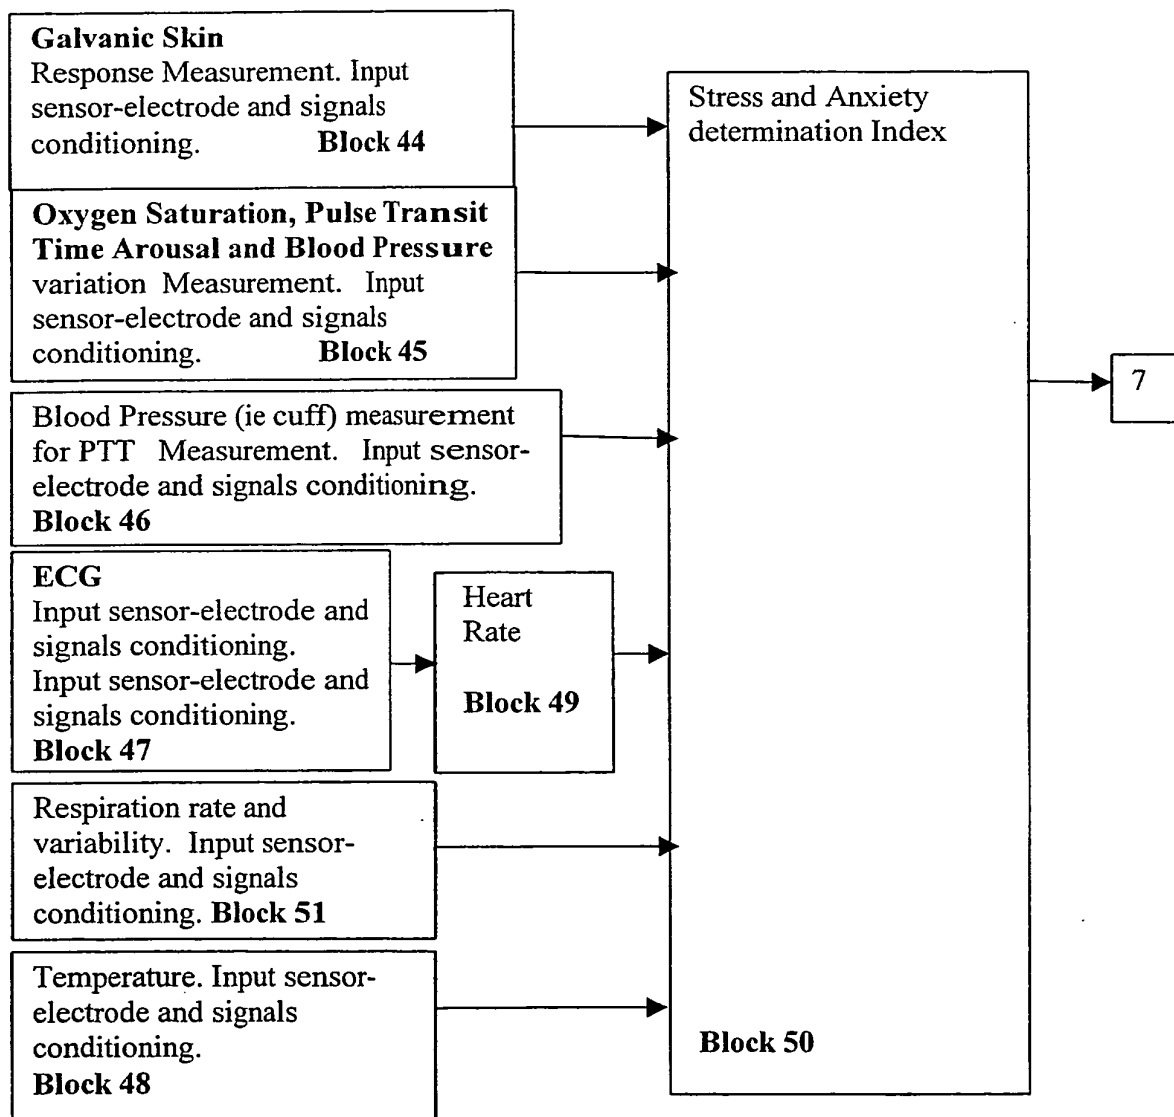 Galvanic Skin
Response Measurement. Input
sensor-electrode and signals
conditioning. Block 44
Oxygen Saturation, Pulse Transit
Time Arousal and Blood Pressure
variation Measurement. Input
sensor-electrode and signals
conditioning. Block 45
Blood Pressure (ie cuff) measurement
for PTT Measurement. Input sensor-
electrode and signals conditioning.
Block 46
ECG
Input sensor-electrode and
signals conditioning.
Input sensor-electrode and
signals conditioning.
Block 47
Heart
Rate
Block 49
Respiration rate and
variability. Input sensor-
electrode and signals
conditioning. Block 51
Temperature. Input sensor-
electrode and signals
conditioning.
Block 48
Stress and Anxiety
determination Index
Block 50
7